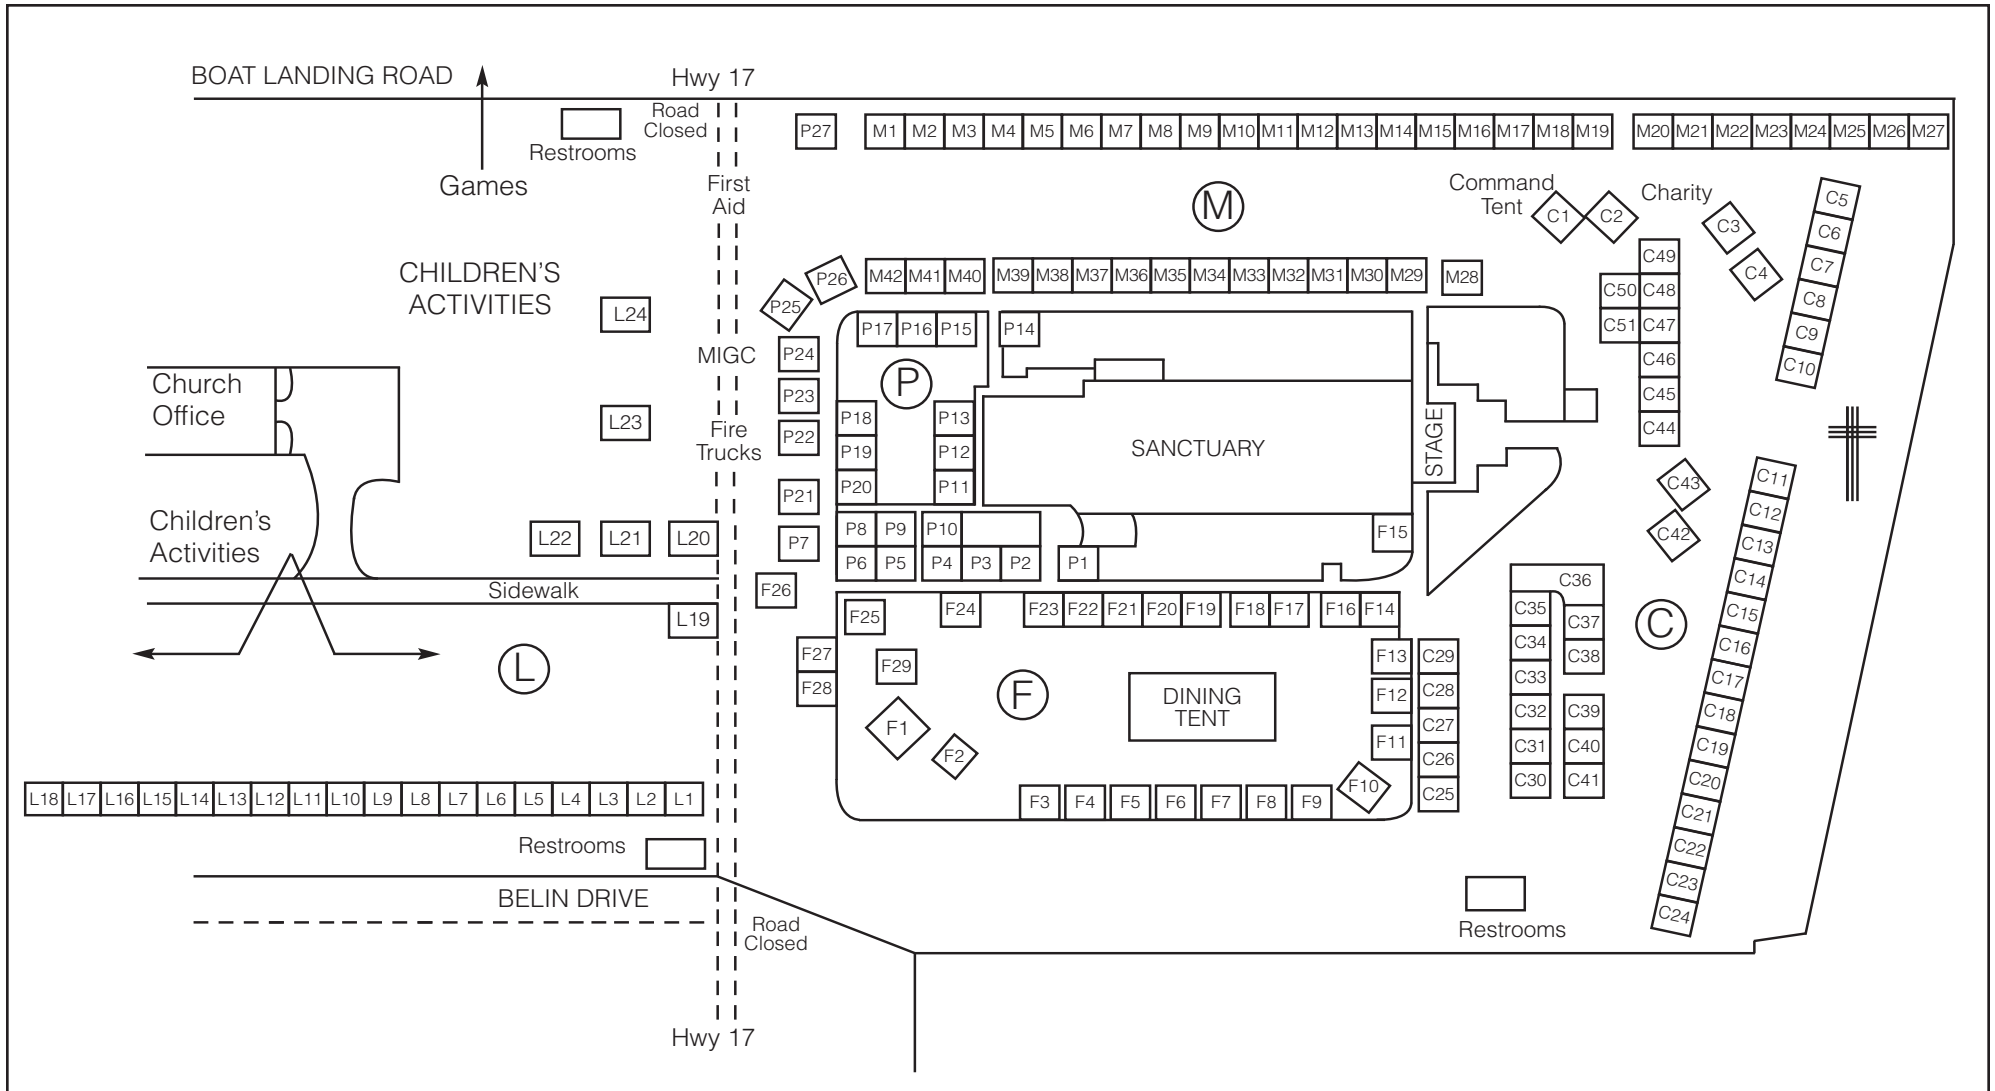 BOAT LANDING ROAD
Hwy 17
Road
Closed
Restrooms
Games
First
Aid
P27
M1 M2 M3 M4 M5 M6 M7 M8 M9 M10 M11 M12 M13 M14 M15 M16 M17 M18 M19
M20 M21 M22 M23 M24 M25 M26 M27
Command
Tent
C1 C2
Charity
C3
C4
C5
C6
C7
C8
C9
C10
M
CHILDREN'S
ACTIVITIES
L24
L23
MIGC
Fire
Trucks
P26
P25
P24
P23
P22
P21
P7
M42 M41 M40
M39 M38 M37 M36 M35 M34 M33 M32 M31 M30 M29
M28
C49
C50 C48
C51 C47
C46
C45
C44
P17 P16 P15
P14
P
P18 P13
P19 P12
P20 P11
SANCTUARY
STAGE
Church
Office
Children's
Activities
L22 L21 L20
Sidewalk
L19
L
P8 P9 P10
P6 P5 P4 P3 P2 P1
F15
C43
C42
C11
C12
C13
C14
C15
C16
C17
C18
C19
C20
C21
C22
C23
C24
C
C36
C35 C37
C34 C38
C33
C32 C39
C31 C40
C30 C41
F26
F25 F24 F23 F22 F21 F20 F19 F18 F17 F16 F14
F27
F28
F29
F
DINING
TENT
F13 C29
F12 C28
C27
F11 C26
C25
F1
F2
F10
F3 F4 F5 F6 F7 F8 F9
L18 L17 L16 L15 L14 L13 L12 L11 L10 L9 L8 L7 L6 L5 L4 L3 L2 L1
Restrooms
BELIN DRIVE
Road
Closed
Restrooms
Hwy 17